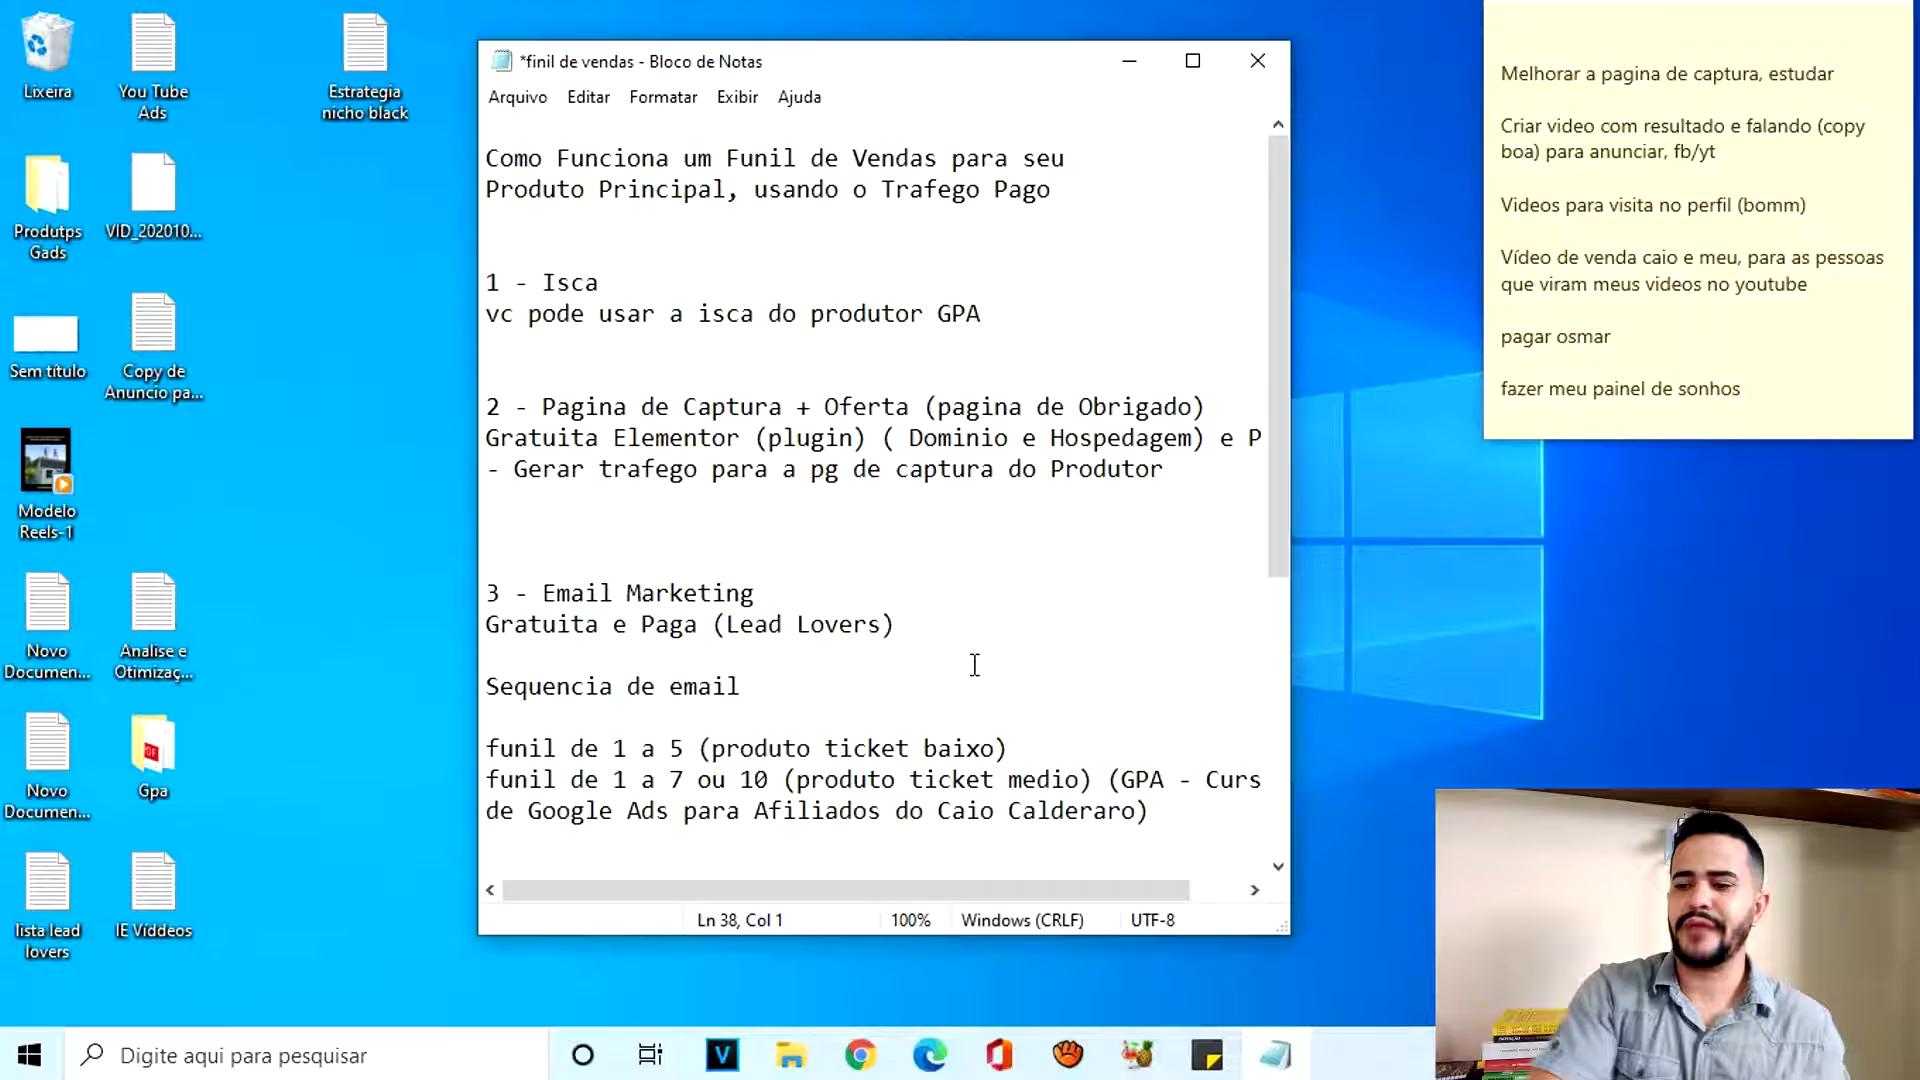 Lixeira
You Tube
Ads
Estrategia
nicho black
Produtps
Gads
VID_202010...
Sem título
Copy de
Anuncio pa...
Modelo
Reels-1
Novo
Documen...
Analise e
Otimizaç...
Novo
Documen...
Gpa
lista lead
lovers
IE Víddeos
*finil de vendas - Bloco de Notas
Arquivo Editar Formatar Exibir Ajuda
Como Funciona um Funil de Vendas para seu
Produto Principal, usando o Trafego Pago
1 - Isca
vc pode usar a isca do produtor GPA
2 - Pagina de Captura + Oferta (pagina de Obrigado)
Gratuita Elementor (plugin) ( Dominio e Hospedagem) e P
- Gerar trafego para a pg de captura do Produtor
3 - Email Marketing
Gratuita e Paga (Lead Lovers)
Sequencia de email
funil de 1 a 5 (produto ticket baixo)
funil de 1 a 7 ou 10 (produto ticket medio) (GPA - Curs
de Google Ads para Afiliados do Caio Calderaro)
Ln 38, Col 1 100% Windows (CRLF) UTF-8
Melhorar a pagina de captura, estudar
Criar video com resultado e falando (copy
boa) para anunciar, fb/yt
Videos para visita no perfil (bomm)
Vídeo de venda caio e meu, para as pessoas
que viram meus videos no youtube
pagar osmar
fazer meu painel de sonhos
Digite aqui para pesquisar